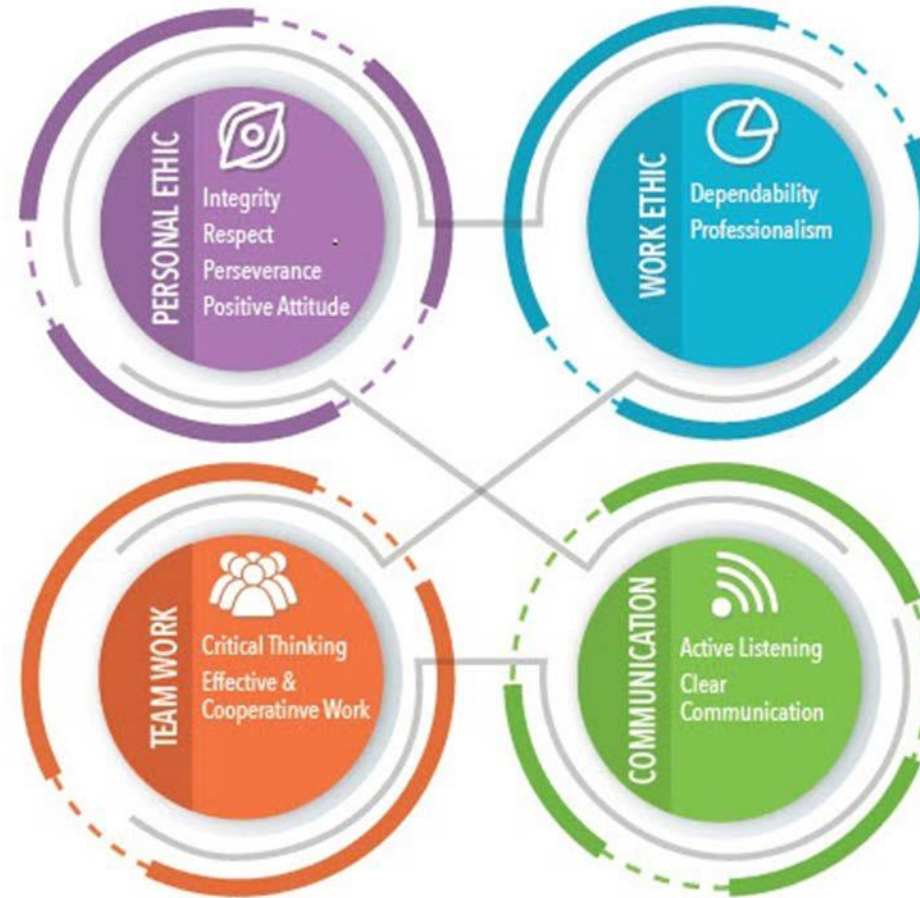 PERSONAL ETHIC
Integrity
Respect
Perseverance
Positive Attitude
WORK ETHIC
Dependability
Professionalism
TEAM WORK
Critical Thinking
Effective &
Cooperatinve Work
COMMUNICATION
Active Listening
Clear
Communication